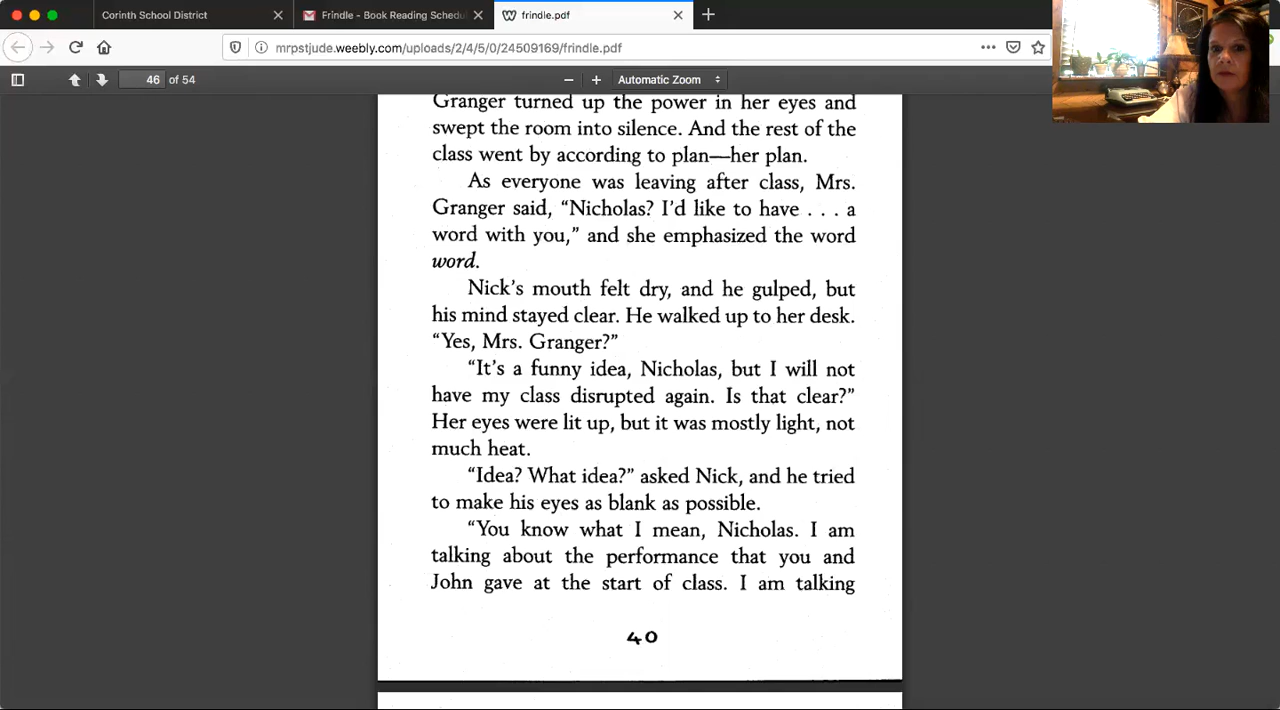 Corinth School District
Frindle - Book Reading Schedu
frindle.pdf
mrpstjude.weebly.com/uploads/2/4/5/0/24509169/frindle.pdf
46 of 54
Automatic Zoom
Granger turned up the power in her eyes and
swept the room into silence. And the rest of the
class went by according to plan—her plan.
As everyone was leaving after class, Mrs.
Granger said, “Nicholas? I’d like to have . . . a
word with you,” and she emphasized the word
word.
Nick’s mouth felt dry, and he gulped, but
his mind stayed clear. He walked up to her desk.
“Yes, Mrs. Granger?”
“It’s a funny idea, Nicholas, but I will not
have my class disrupted again. Is that clear?”
Her eyes were lit up, but it was mostly light, not
much heat.
“Idea? What idea?” asked Nick, and he tried
to make his eyes as blank as possible.
“You know what I mean, Nicholas. I am
talking about the performance that you and
John gave at the start of class. I am talking
40